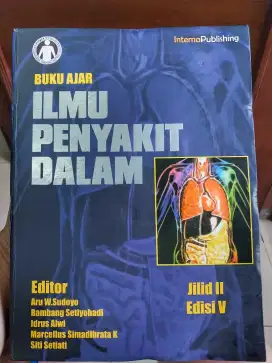 InternaPublishing
BUKU AJAR
ILMU
PENYAKIT
DALAM
Editor
Aru W.Sudoyo
Bambang Setiyohadi
Idrus Alwi
Marcellus Simadibrata K
Siti Setiati
Jilid II
Edisi V